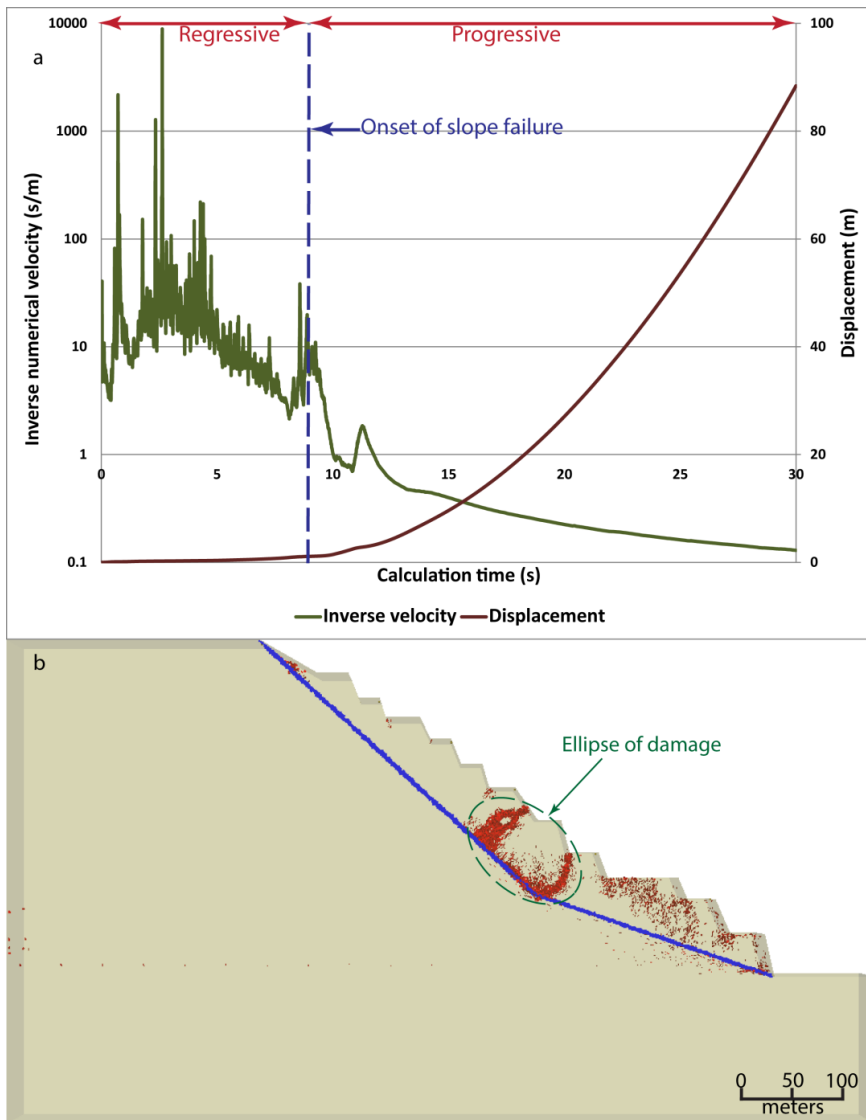 Regressive
Progressive
a
Onset of slope failure
Inverse numerical velocity (s/m)
10000
1000
100
10
1
0.1
0
5
10
15
20
25
30
100
80
60
40
20
0
Displacement (m)
Calculation time (s)
Inverse velocity Displacement
b
Ellipse of damage
0 50 100
meters